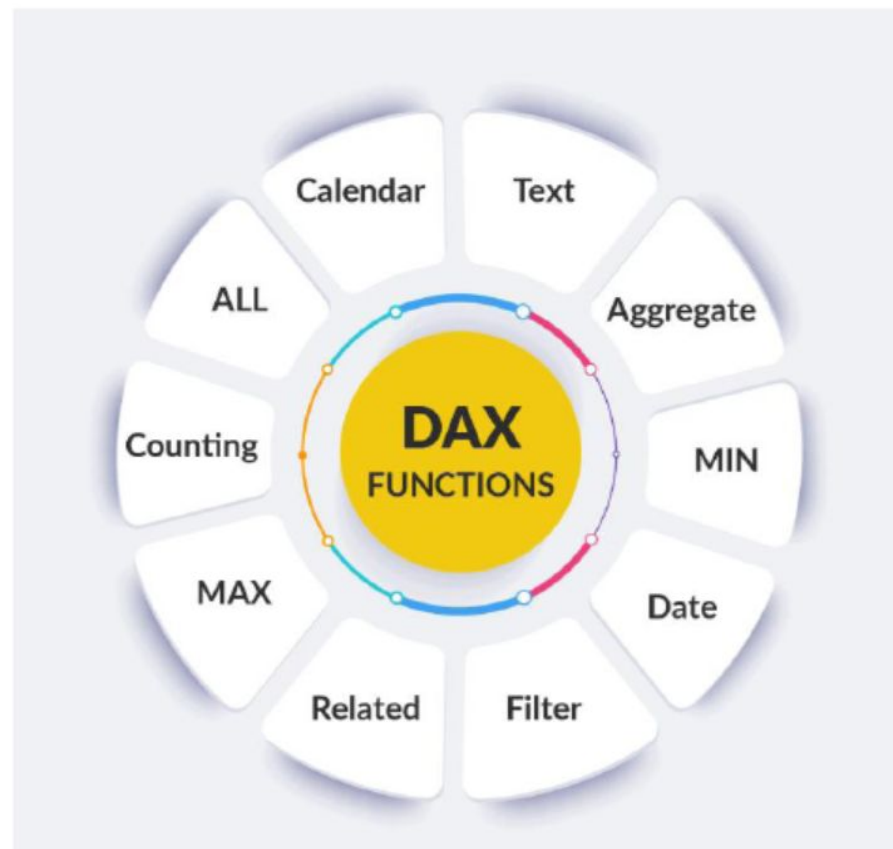 Calendar
Text
ALL
Aggregate
DAX
FUNCTIONS
Counting
MIN
MAX
Date
Related
Filter